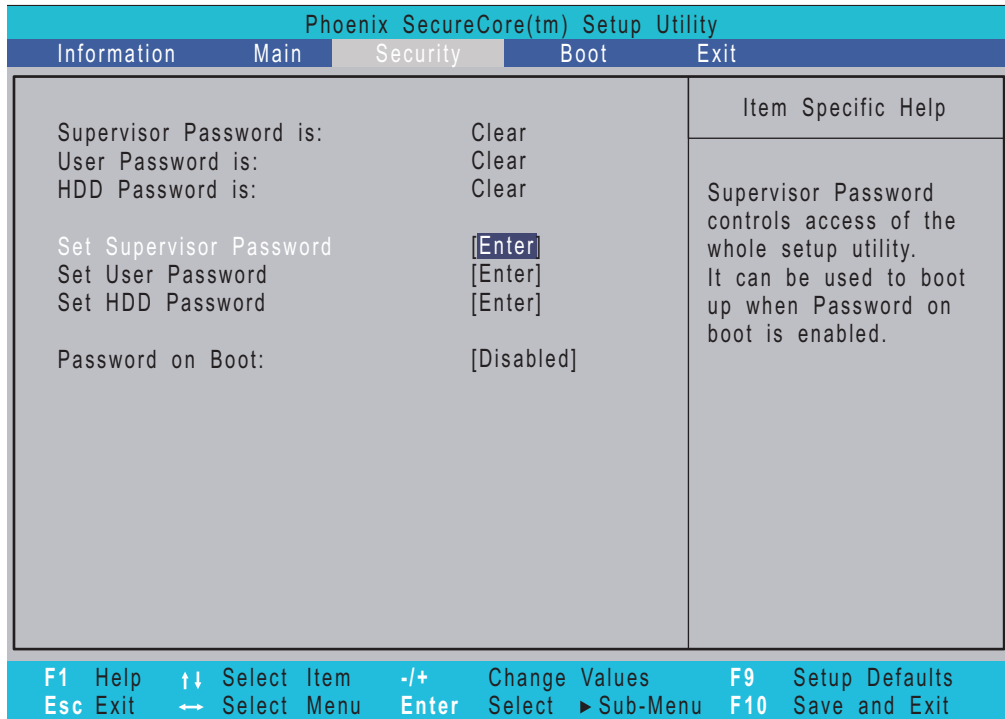 Phoenix SecureCore(tm) Setup Utility
Information Main Security Boot Exit
Supervisor Password is: Clear
User Password is: Clear
HDD Password is: Clear
Set Supervisor Password [Enter]
Set User Password [Enter]
Set HDD Password [Enter]
Password on Boot: [Disabled]
Item Specific Help
Supervisor Password
controls access of the
whole setup utility.
It can be used to boot
up when Password on
boot is enabled.
F1 Help ↑↓ Select Item -/+ Change Values F9 Setup Defaults
Esc Exit ↔ Select Menu Enter Select ▶ Sub-Menu F10 Save and Exit